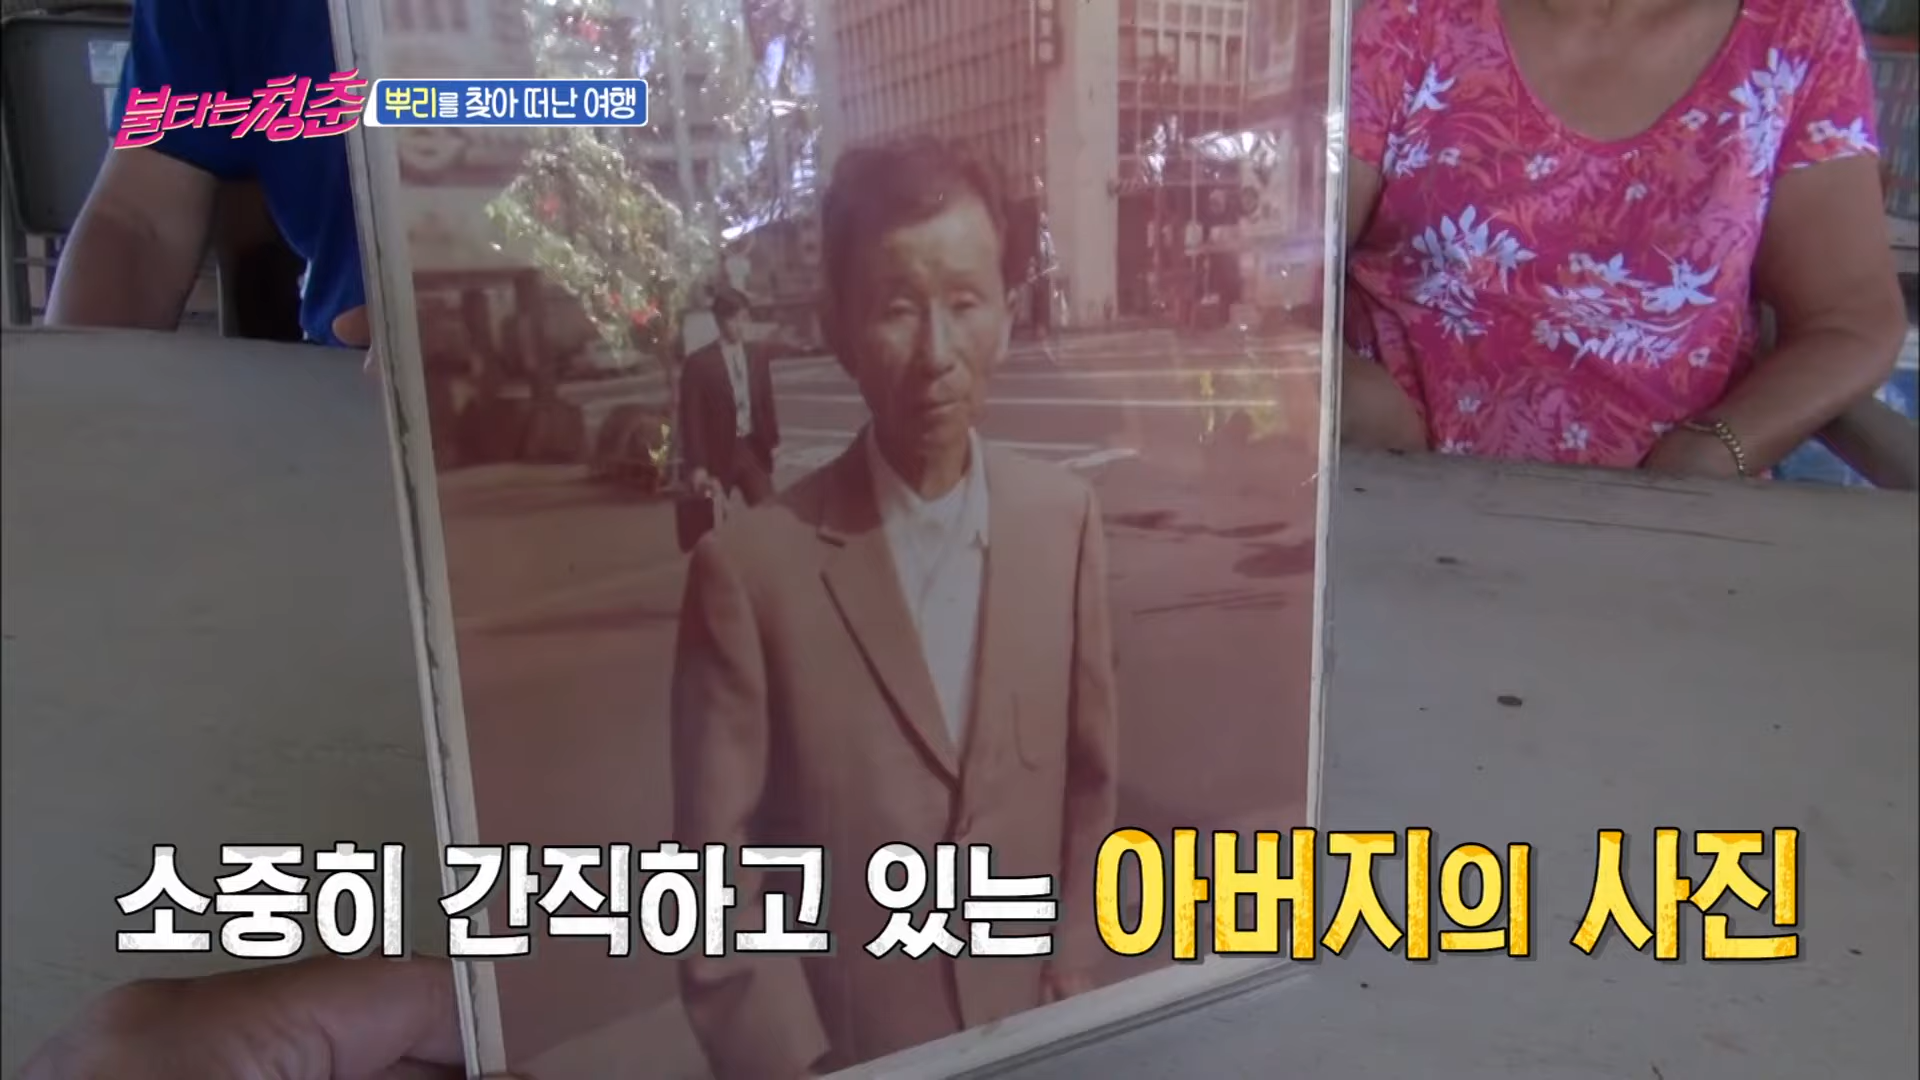 불타는 청춘
뿌리를 찾아 떠난 여행
소중히 간직하고 있는 아버지의 사진